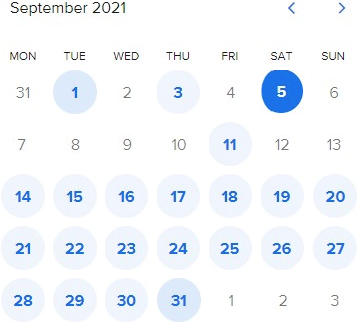 September 2021
MON TUE WED THU FRI SAT SUN
31 1 2 3 4 5 6
7 8 9 10 11 12 13
14 15 16 17 18 19 20
21 22 23 24 25 26 27
28 29 30 31 1 2 3